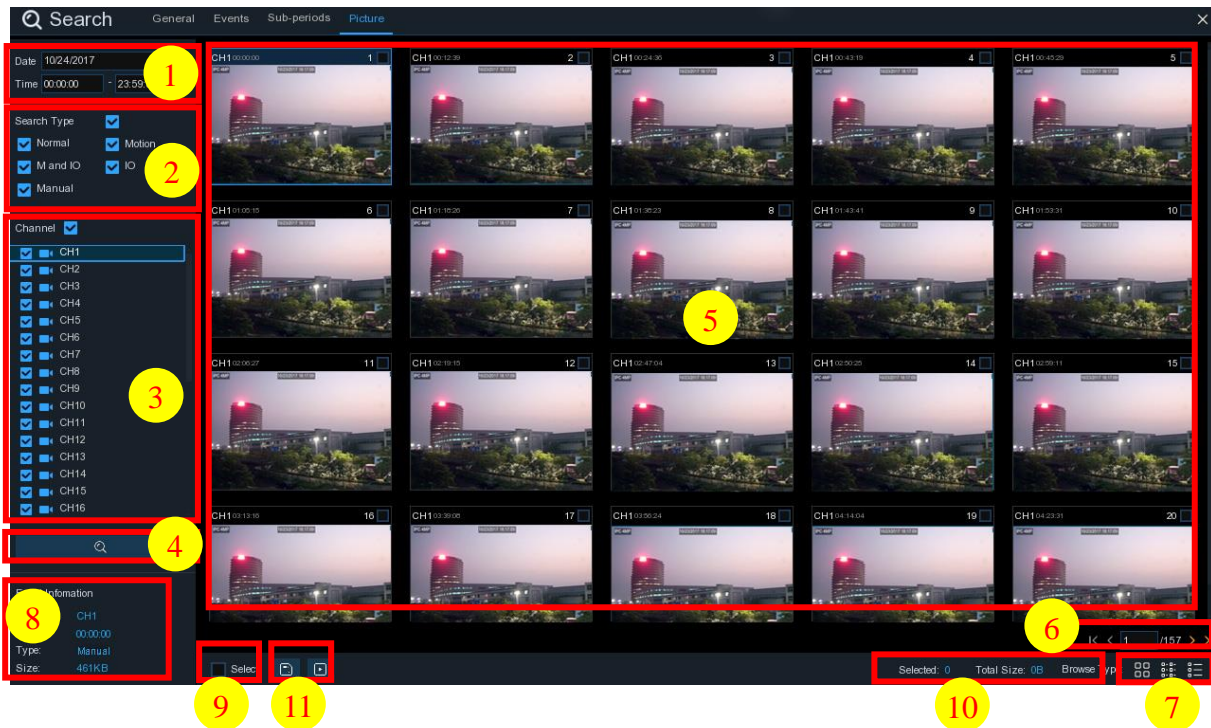 Search General Events Sub-periods Picture
Date 10/24/2017
Time 00:00:00 - 23:59:
1
Search Type
Normal Motion
M and IO IO
Manual
2
Channel
CH1
CH2
CH3
CH4
CH5
CH6
CH7
CH8
CH9
CH10
CH11
CH12
CH13
CH14
CH15
CH16
3
4
Infomation
CH1
00:00:00
Type: Manual
Size: 461KB
8
CH1 00:00:00 1 CH1 00:12:39 2 CH1 00:24:36 3 CH1 00:43:19 4 CH1 00:45:29 5
CH1 01:05:15 6 CH1 01:18:26 7 CH1 01:38:23 8 CH1 01:43:41 9 CH1 01:53:31 10
5
CH1 02:06:27 11 CH1 02:19:15 12 CH1 02:47:04 13 CH1 02:50:25 14 CH1 02:59:11 15
CH1 03:13:16 16 CH1 03:39:08 17 CH1 03:58:24 18 CH1 04:14:04 19 CH1 04:23:31 20
6
1 /157
Selec
Selected: 0 Total Size: 0B Browse Typ
9
11
10
7